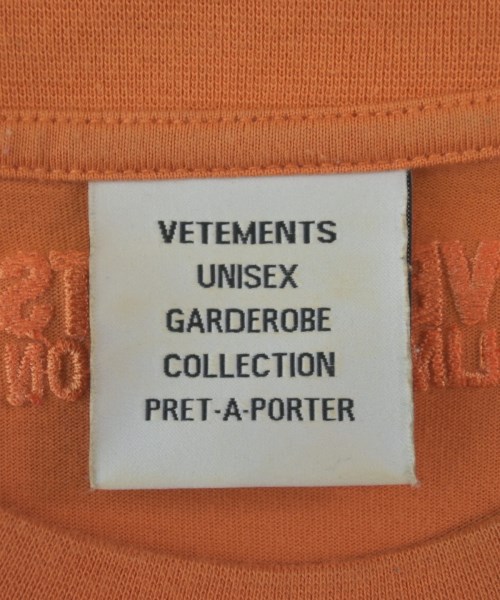 VETEMENTS
UNISEX
GARDEROBE
COLLECTION
PRET-A-PORTER